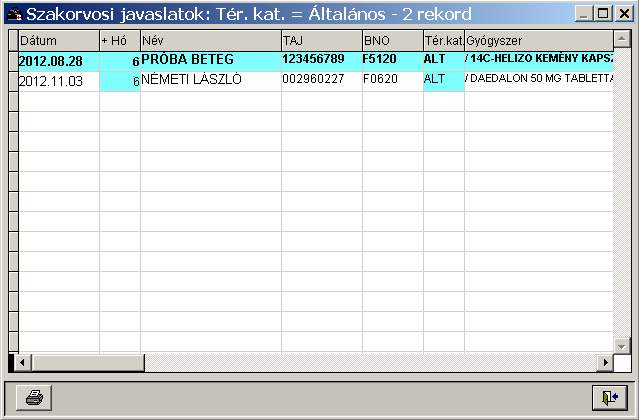 Szakorvosi javaslatok: Tér. kat. = Általános - 2 rekord
Dátum + Hó Név TAJ BNO Tér.kat. Gyógyszer
2012.08.28 6 PRÓBA BETEG 123456789 F5120 ALT / 14C-HELIZO KEMÉNY KAPSZ
2012.11.03 6 NÉMETI LÁSZLÓ 002960227 F0620 ALT / DAEDALON 50 MG TABLETTA